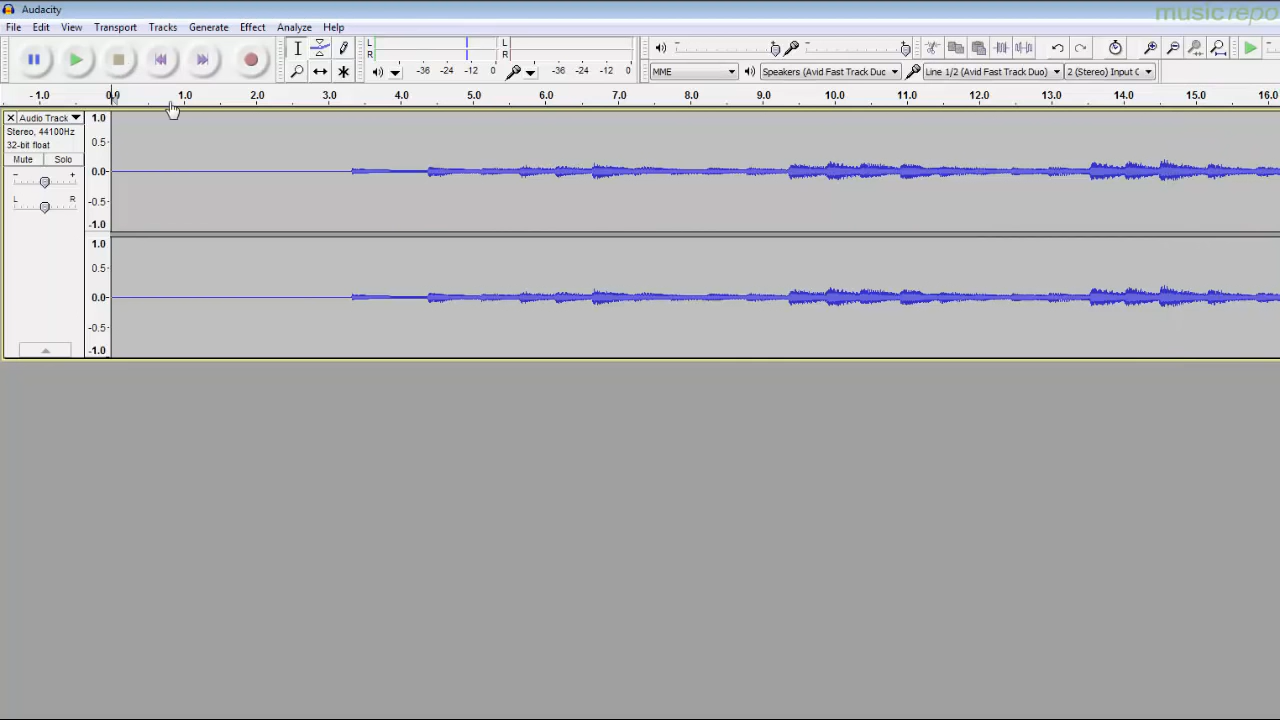 Audacity
music repo
File Edit View Transport Tracks Generate Effect Analyze Help
L
R
-36 -24 -12 0
L
R
-36 -24 -12 0
MME
Speakers (Avid Fast Track Duo
Line 1/2 (Avid Fast Track Duo)
2 (Stereo) Input C
-1.0 0.0 1.0 2.0 3.0 4.0 5.0 6.0 7.0 8.0 9.0 10.0 11.0 12.0 13.0 14.0 15.0 16.0
Audio Track
Stereo, 44100Hz
32-bit float
Mute Solo
- +
L R
1.0
0.5
0.0
-0.5
-1.0
1.0
0.5
0.0
-0.5
-1.0